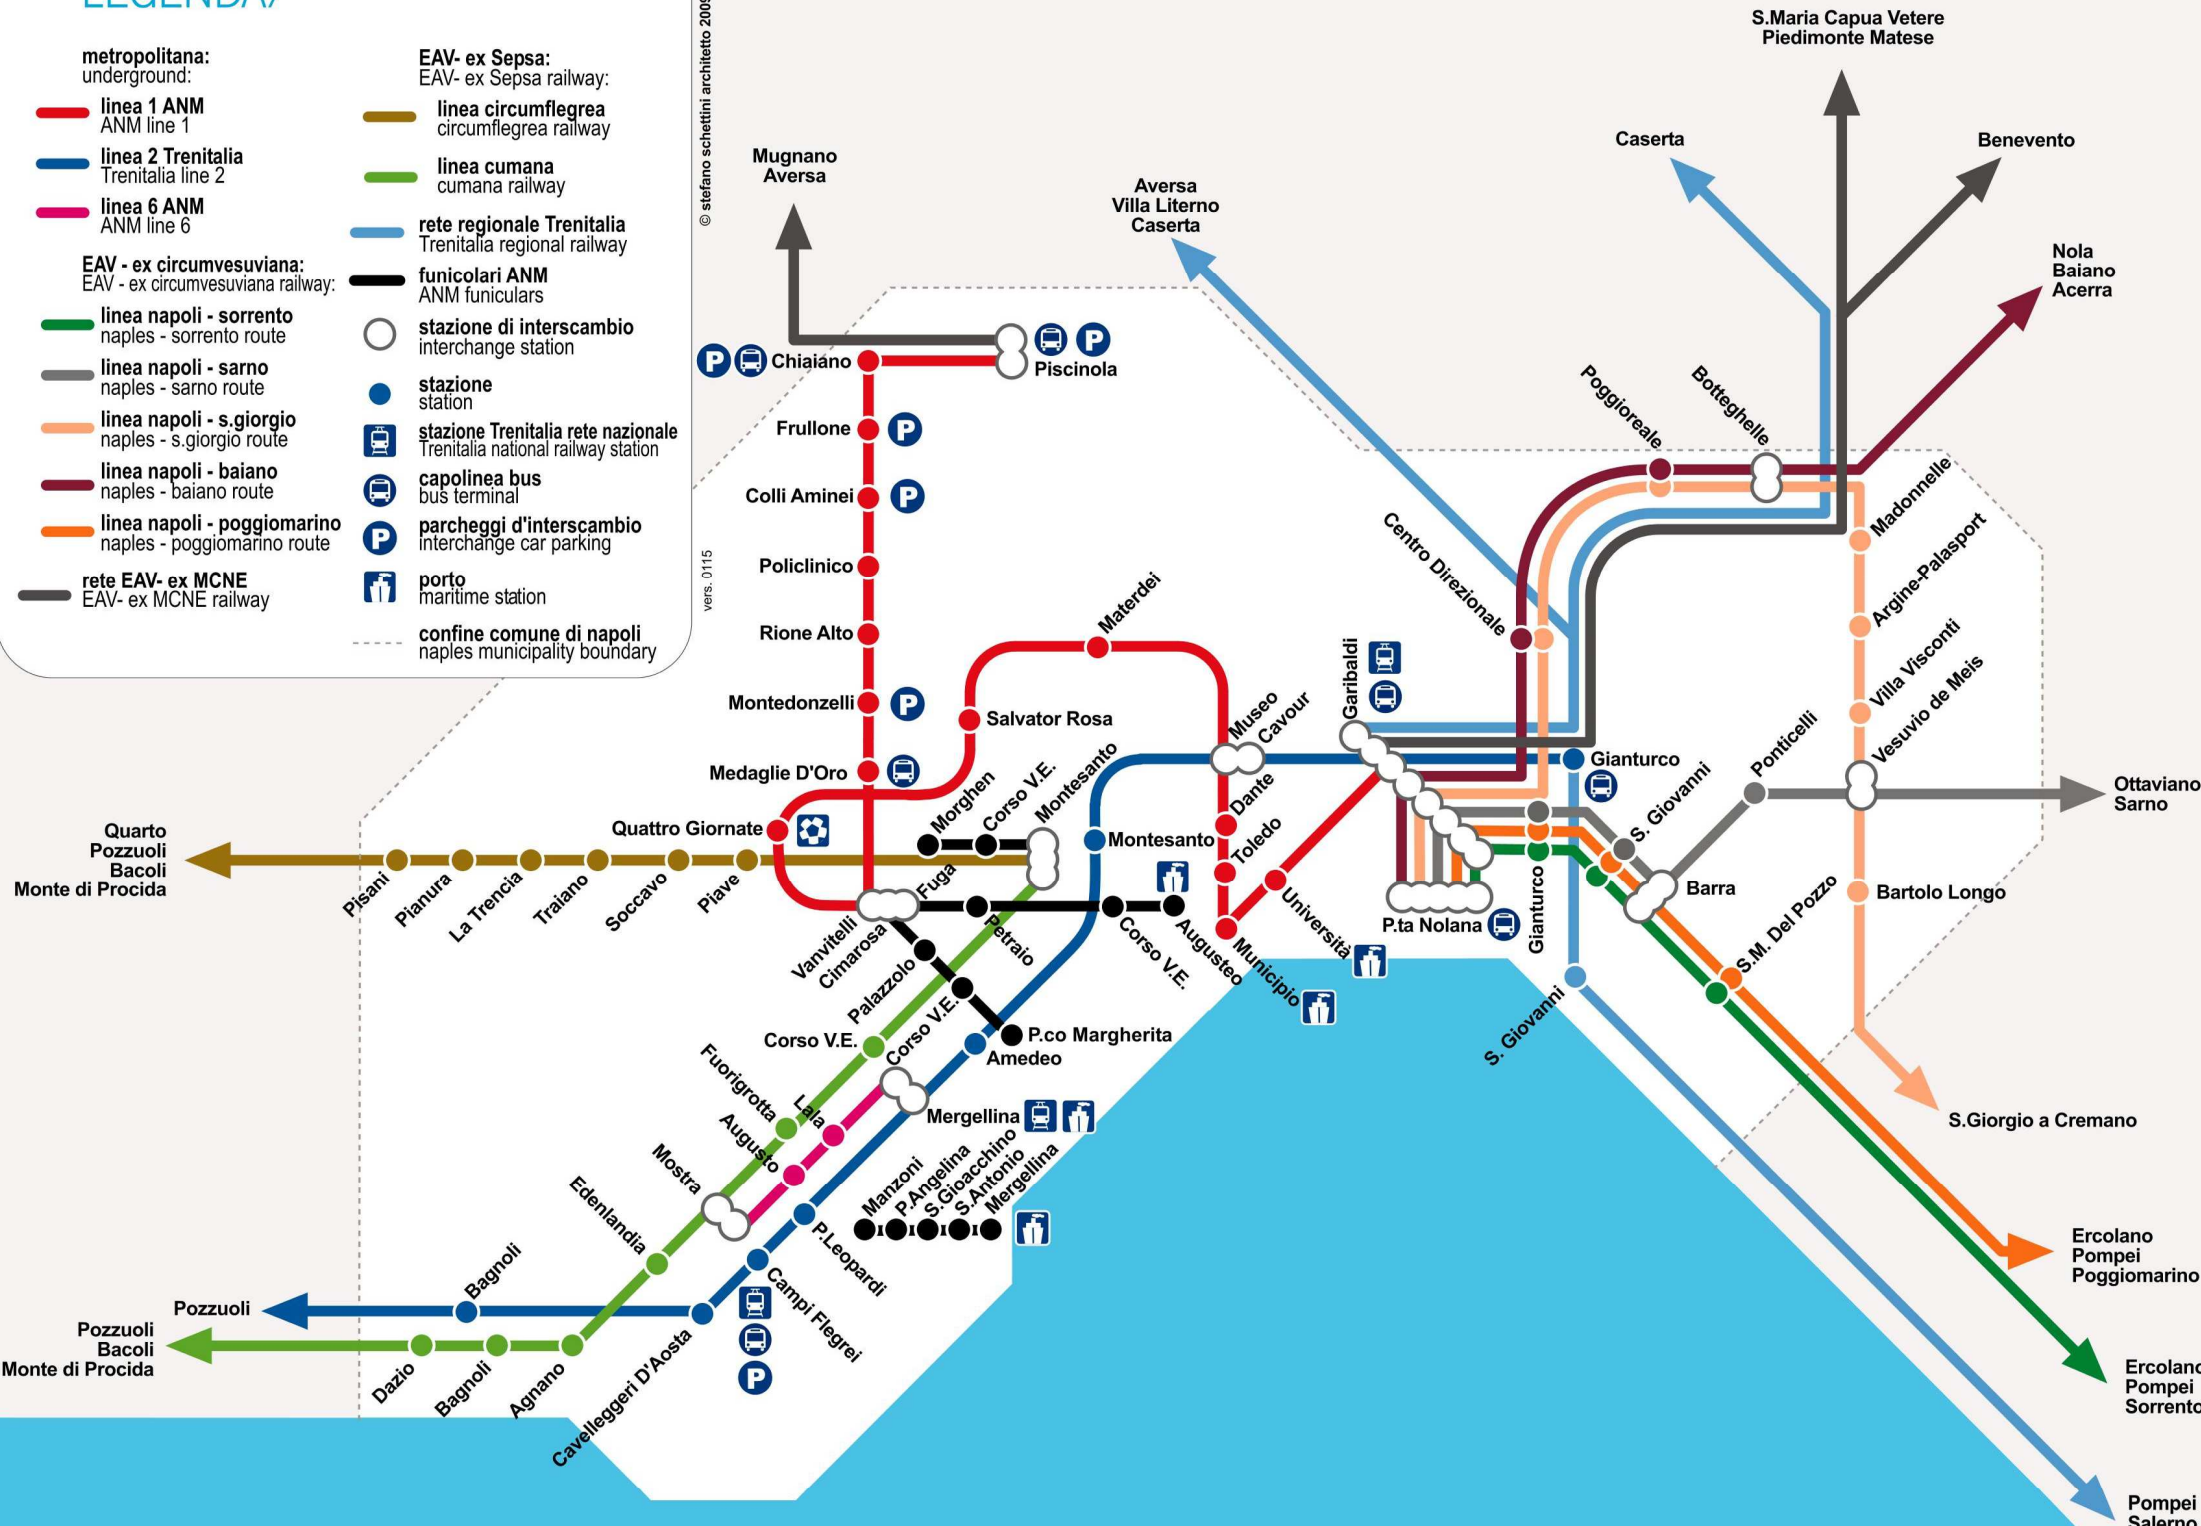 LEGENDA/
metropolitana:
underground:
linea 1 ANM
ANM line 1
linea 2 Trenitalia
Trenitalia line 2
linea 6 ANM
ANM line 6
EAV - ex circumvesuviana:
EAV - ex circumvesuviana railway:
linea napoli - sorrento
naples - sorrento route
linea napoli - sarno
naples - sarno route
linea napoli - s.giorgio
naples - s.giorgio route
linea napoli - baiano
naples - baiano route
linea napoli - poggiomarino
naples - poggiomarino route
rete EAV- ex MCNE
EAV- ex MCNE railway
EAV- ex Sepsa:
EAV- ex Sepsa railway:
linea circumflegrea
circumflegrea railway
linea cumana
cumana railway
rete regionale Trenitalia
Trenitalia regional railway
funicolari ANM
ANM funiculars
stazione di interscambio
interchange station
stazione
station
stazione Trenitalia rete nazionale
Trenitalia national railway station
capolinea bus
bus terminal
P
parcheggi d'interscambio
interchange car parking
porto
maritime station
confine comune di napoli
naples municipality boundary
© stefano schettini architetto 2009
vers. 0115
Mugnano
Aversa
Aversa
Villa Literno
Caserta
Caserta
S.Maria Capua Vetere
Piedimonte Matese
Benevento
Nola
Baiano
Acerra
P
Chiaiano
P
Piscinola
Frullone
P
Colli Aminei
P
Policlinico
Rione Alto
Montedonzelli
P
Medaglie D'Oro
Quattro Giornate
Salvator Rosa
Materdei
Museo
Cavour
Dante
Toledo
Università
Municipio
Garibaldi
Centro Direzionale
Poggioreale
Botteghelle
Madonnelle
Argine-Palasport
Villa Visconti
Vesuvio de Meis
Ponticelli
Ottaviano
Sarno
Gianturco
S. Giovanni
Barra
Bartolo Longo
S.M. Del Pozzo
Gianturco
P.ta Nolana
S. Giovanni
S.Giorgio a Cremano
Ercolano
Pompei
Poggiomarino
Ercolano
Pompei
Sorrento
Pompei
Salerno
Quarto
Pozzuoli
Bacoli
Monte di Procida
Pisani
Pianura
La Trencia
Traiano
Soccavo
Piave
Morghen
Corso V.E.
Montesanto
Montesanto
Fuga
Vanvitelli
Cimarosa
Petraio
Corso V.E.
Augusteo
Palazzolo
Corso V.E.
P.co Margherita
Corso V.E.
Amedeo
Fuorigrotta
Lala
Augusto
Mostra
Edenlandia
Mergellina
Manzoni
P.Angelina
S.Gioacchino
S.Antonio
Mergellina
P.Leopardi
Campi Flegrei
P
Cavelleggeri D'Aosta
Bagnoli
Pozzuoli
Pozzuoli
Bacoli
Monte di Procida
Dazio
Bagnoli
Agnano